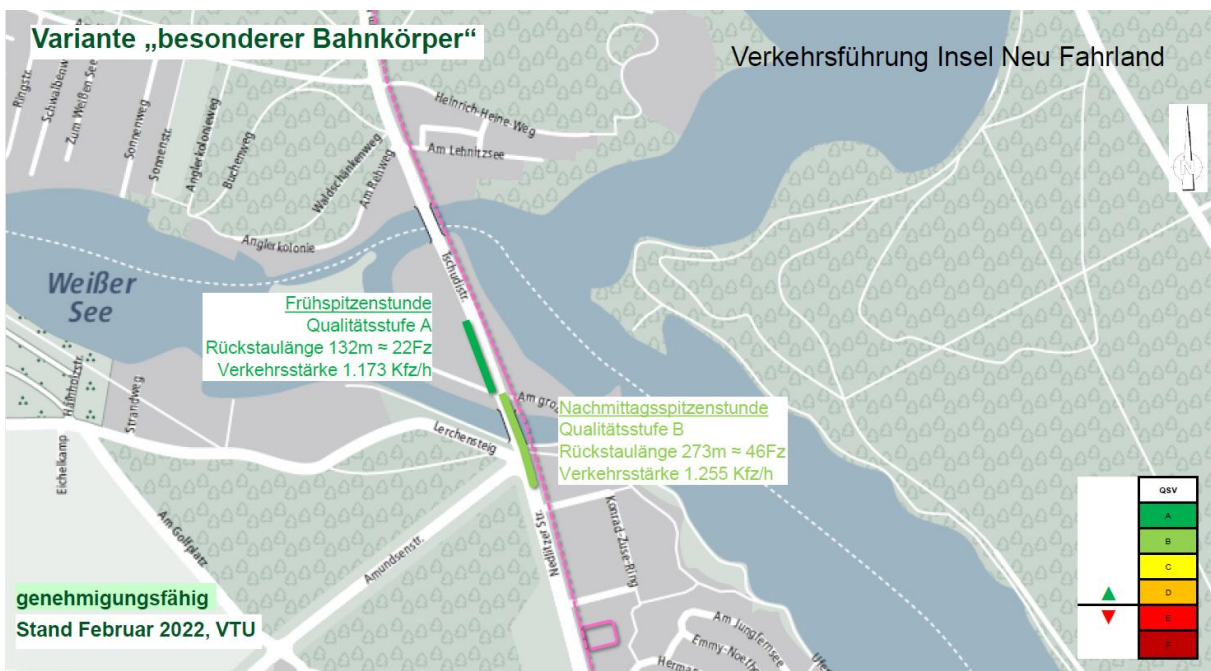 Variante „besonderer Bahnkörper“
Verkehrsführung Insel Neu Fahrland
Ringstr.
Zum Weißen See
Sonnenweg
Sonnenstr.
Anglerkolonieweg
Buchenweg
Waldschänkenweg
Am Rehweg
Heinrich-Heine-Weg
Am Lehnitzsee
Anglerkolonie
Tschudistr.
Weißer
See
Frühspitzenstunde
Qualitätsstufe A
Rückstaulänge 132m ≈ 22Fz
Verkehrsstärke 1.173 Kfz/h
Am groß
Nachmittagsspitzenstunde
Qualitätsstufe B
Rückstaulänge 273m ≈ 46Fz
Verkehrsstärke 1.255 Kfz/h
Hainholzstr.
Strandweg
Eichelkamp
Lerchensteig
Am Golfplatz
Amundsenstr.
Nedlitzer Str.
Konrad-Zuse-Ring
Am Jungfernsee
N
QSV
A
B
C
D
E
F
genehmigungsfähig
Stand Februar 2022, VTU